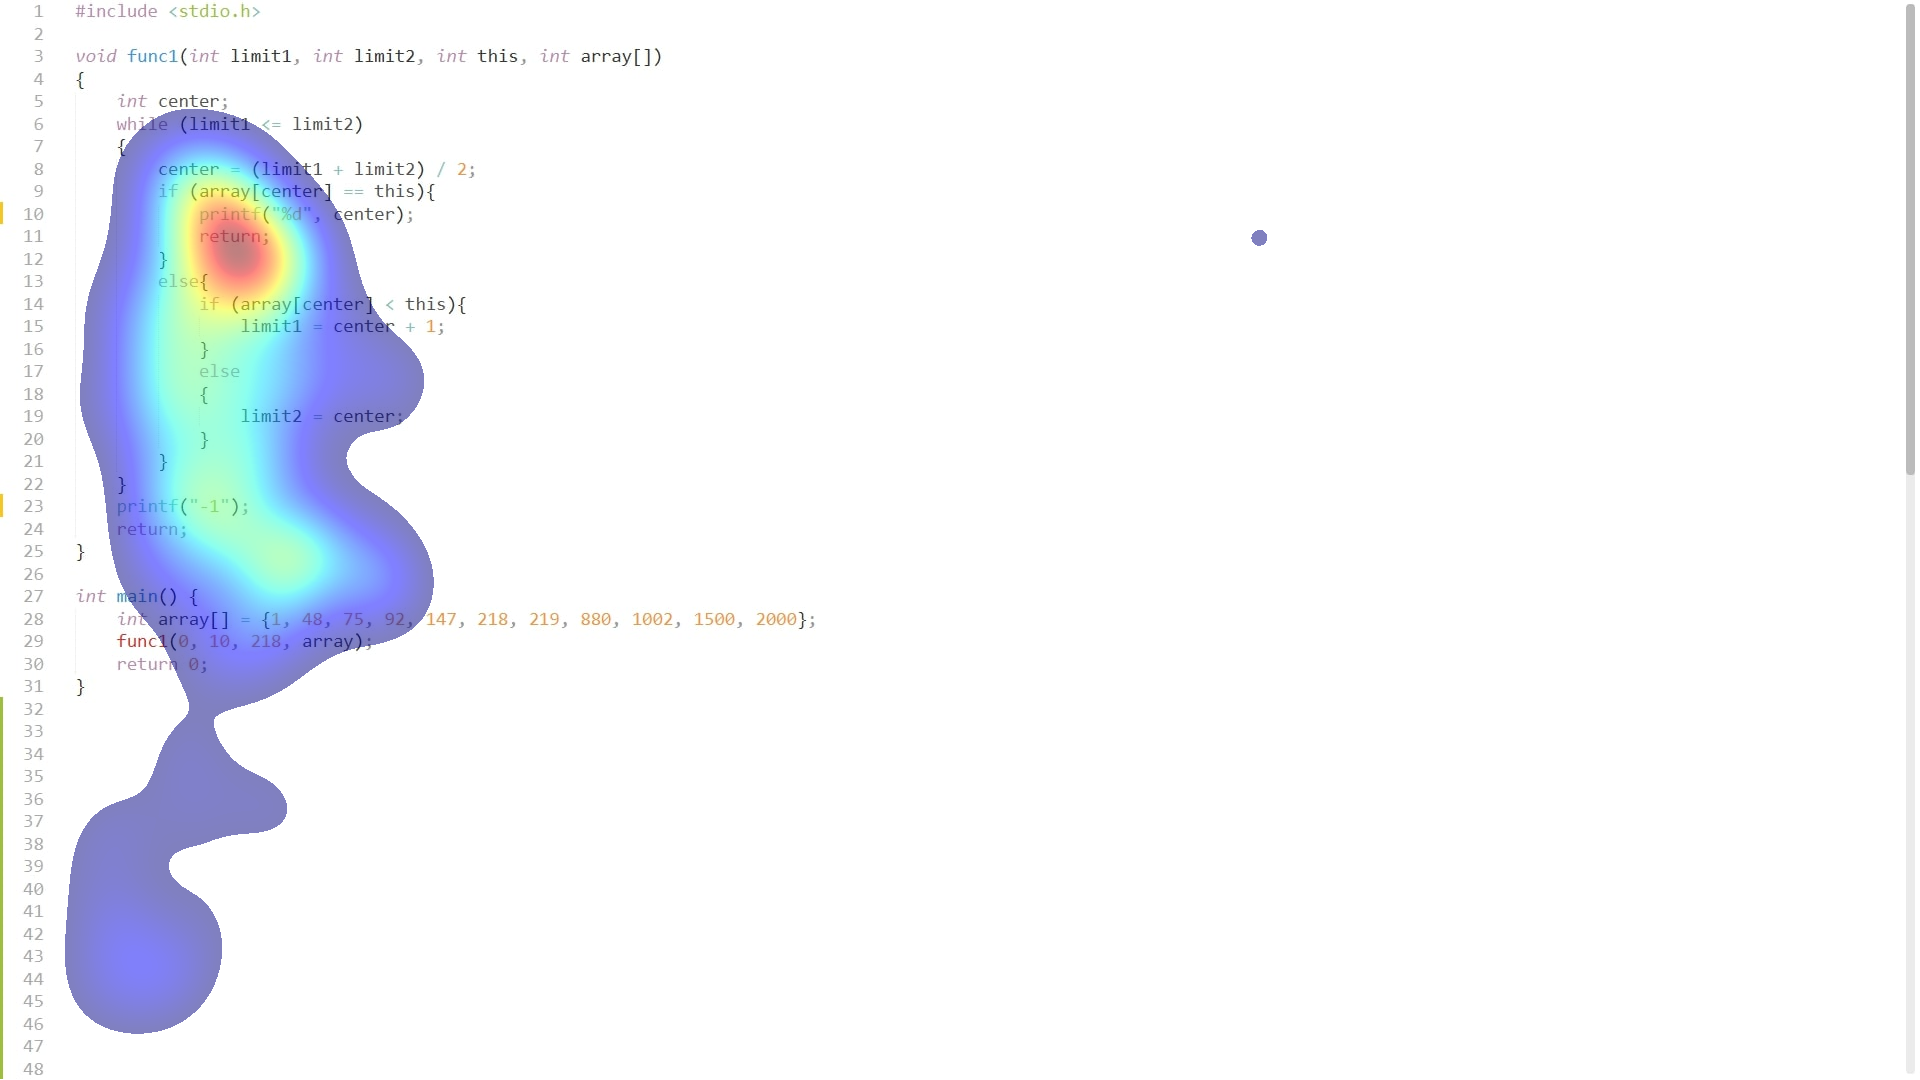 1 #include <stdio.h>
2
3 void func1(int limit1, int limit2, int this, int array[])
4 {
5     int center;
6     while (limit1 <= limit2)
7     {
8         center = (limit1 + limit2) / 2;
9         if (array[center] == this){
10             printf("%d", center);
11             return;
12         }
13         else{
14             if (array[center] < this){
15                 limit1 = center + 1;
16             }
17             else
18             {
19                 limit2 = center;
20             }
21         }
22     }
23     printf("-1");
24     return;
25 }
26
27 int main() {
28     int array[] = {1, 48, 75, 92, 147, 218, 219, 880, 1002, 1500, 2000};
29     func1(0, 10, 218, array);
30     return 0;
31 }
32
33
34
35
36
37
38
39
40
41
42
43
44
45
46
47
48